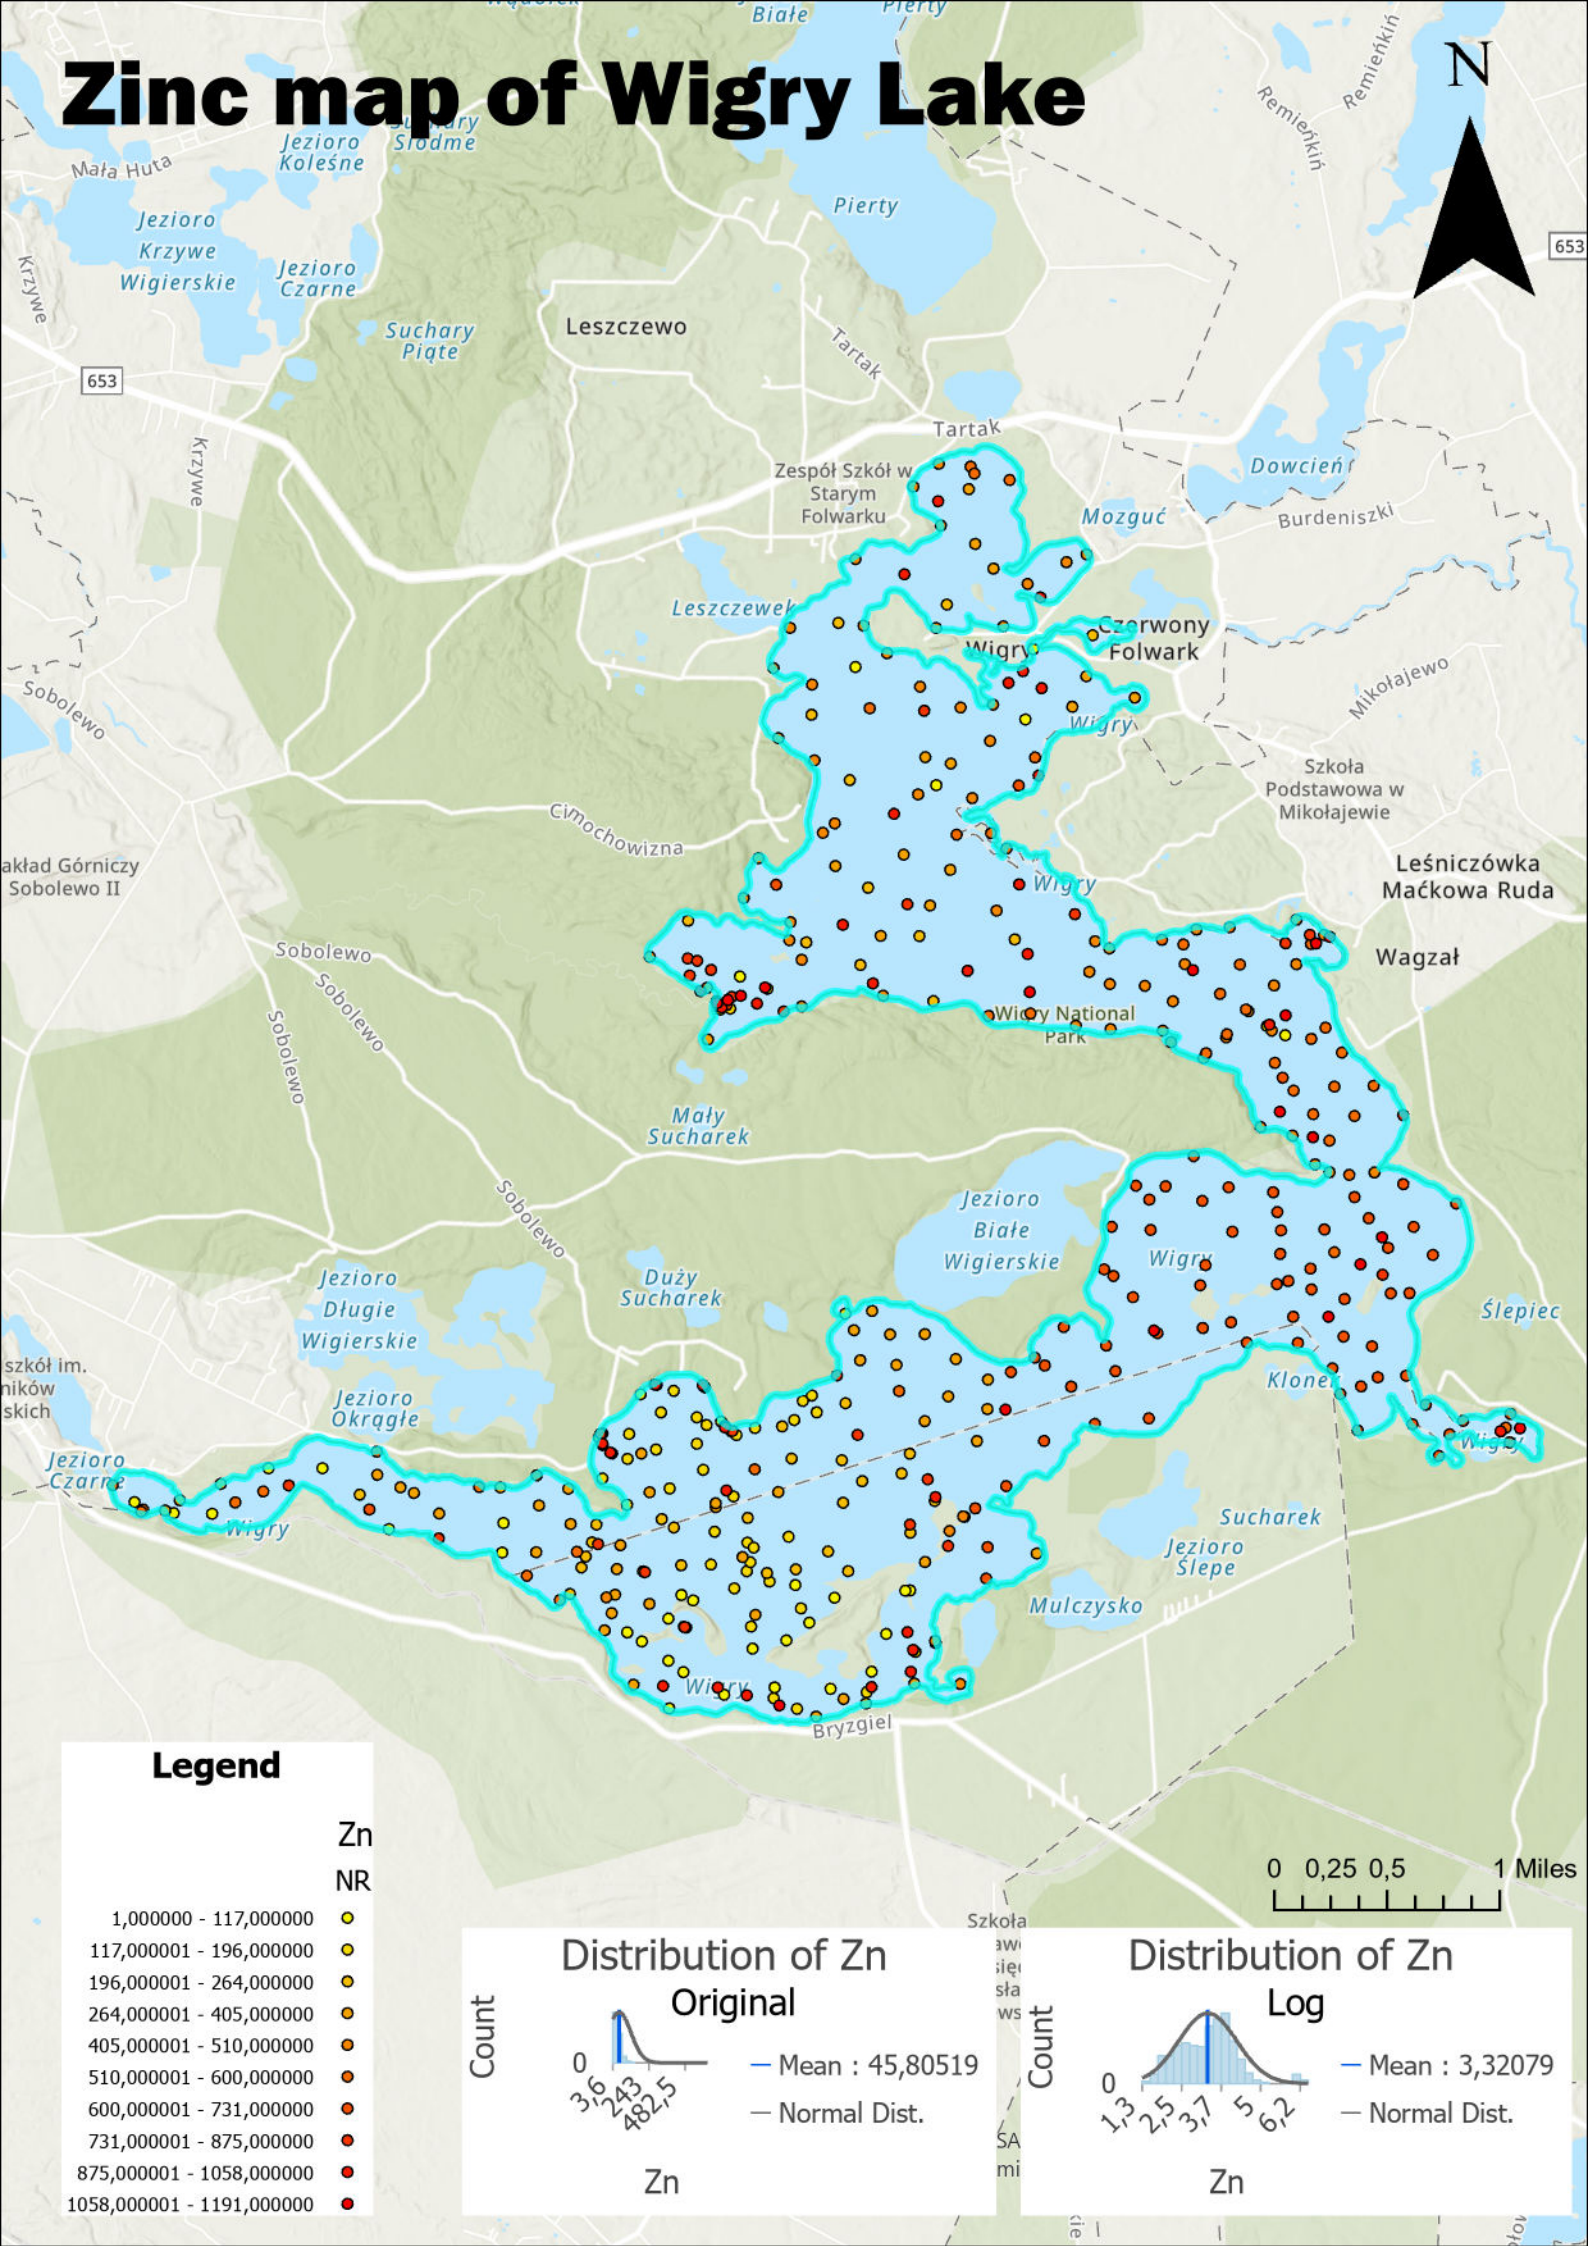 Białe
Pierty
Zinc map of Wigry Lake
N
Remieńkiń
Remieńkiń
Suchary
Ślodme
Jezioro
Koleśne
Mała Huta
Pierty
Jezioro
Krzywe
Wigierskie
Jezioro
Czarne
Krzywe
653
Suchary
Piąte
Leszczewo
Tartak
653
Tartak
Krzywe
Zespół Szkół w
Starym
Folwarku
Dowcień
Mozguć
Burdeniszki
Leszczewek
Czerwony
Folwark
Wigry
Mikołajewo
Sobolewo
Wigry
Szkoła
Podstawowa w
Mikołajewie
Cimochowizna
akład Górniczy
Sobolewo II
Leśniczówka
Maćkowa Ruda
Wigry
Sobolewo
Wagzał
Sobolewo
Sobolewo
Wigry National
Park
Mały
Sucharek
Sobolewo
Jezioro
Białe
Wigierskie
Wigry
Jezioro
Długie
Wigierskie
Duży
Sucharek
Ślepiec
szkół im.
ników
skich
Klonek
Jezioro
Okrągłe
Jezioro
Czarne
Wigry
Wigry
Sucharek
Jezioro
Ślepe
Mulczysko
Wigry
Bryzgiel
Legend
Zn
NR
1,000000 - 117,000000
117,000001 - 196,000000
196,000001 - 264,000000
264,000001 - 405,000000
405,000001 - 510,000000
510,000001 - 600,000000
600,000001 - 731,000000
731,000001 - 875,000000
875,000001 - 1058,000000
1058,000001 - 1191,000000
0 0,25 0,5 1 Miles
Szkoła
Distribution of Zn
Original
Count
0
3,6 243 482,5
Mean : 45,80519
Normal Dist.
Zn
Distribution of Zn
Log
Count
0
1,3 2,5 3,7 5 6,2
Mean : 3,32079
Normal Dist.
Zn